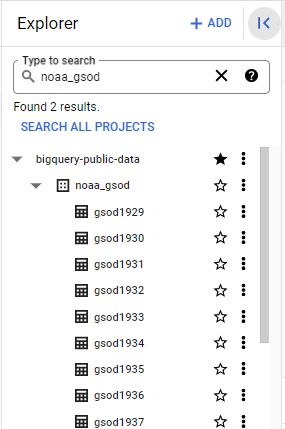 Explorer
+ ADD
Type to search
noaa_gsod
Found 2 results.
SEARCH ALL PROJECTS
bigquery-public-data
noaa_gsod
gsod1929
gsod1930
gsod1931
gsod1932
gsod1933
gsod1934
gsod1935
gsod1936
gsod1937